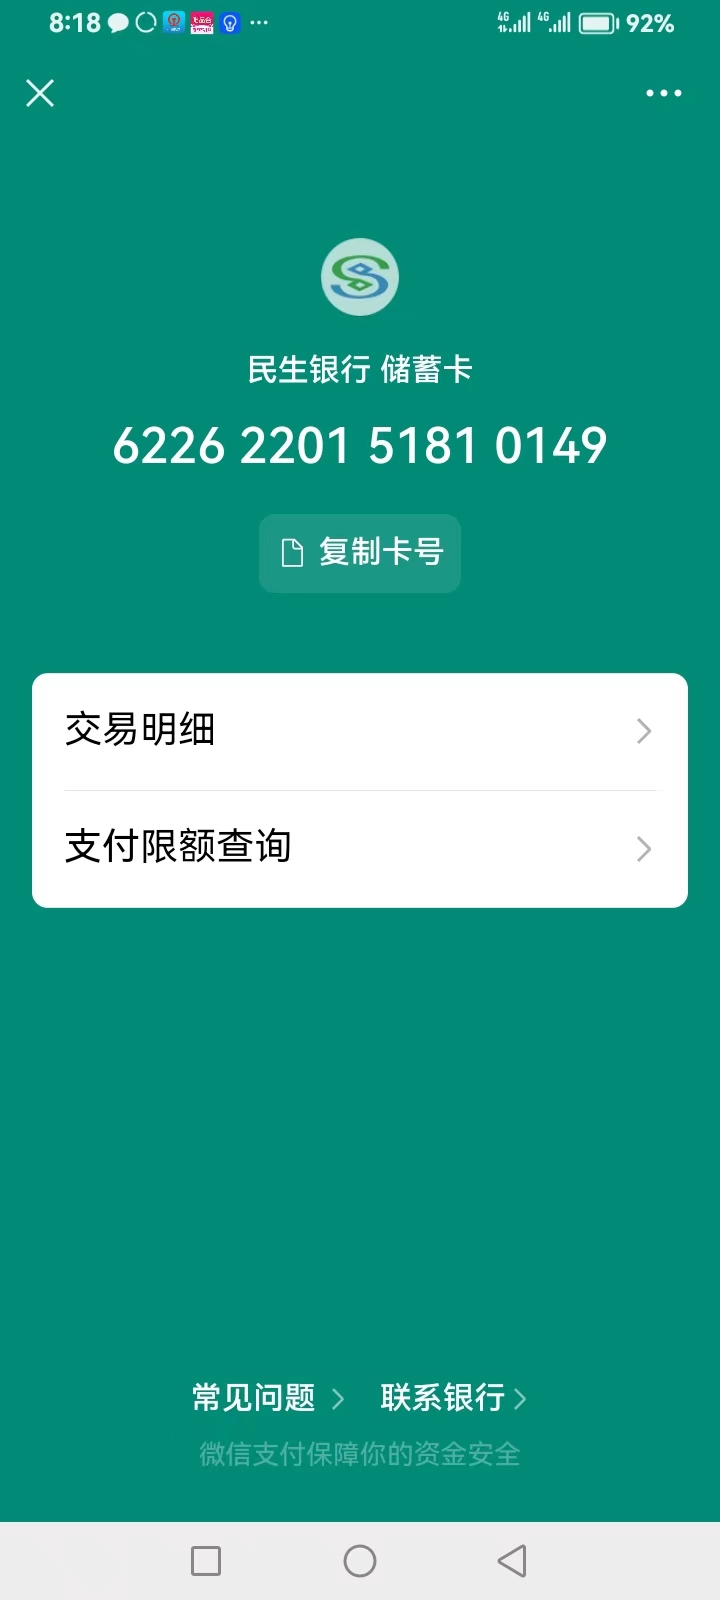 8:18 4G 4G 92%
民生银行 储蓄卡
6226 2201 5181 0149
复制卡号
交易明细
支付限额查询
常见问题 联系银行
微信支付保障你的资金安全